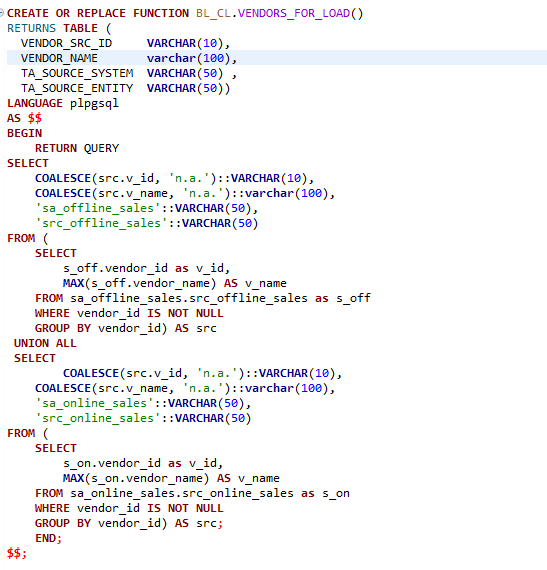 CREATE OR REPLACE FUNCTION BL_CL.VENDORS_FOR_LOAD()
RETURNS TABLE (
  VENDOR_SRC_ID     VARCHAR(10),
  VENDOR_NAME       varchar(100),
  TA_SOURCE_SYSTEM  VARCHAR(50) ,
  TA_SOURCE_ENTITY  VARCHAR(50))
LANGUAGE plpgsql
AS $$
BEGIN
    RETURN QUERY
SELECT
    COALESCE(src.v_id, 'n.a.')::VARCHAR(10),
    COALESCE(src.v_name, 'n.a.')::varchar(100),
    'sa_offline_sales'::VARCHAR(50),
    'src_offline_sales'::VARCHAR(50)
FROM (
    SELECT
        s_off.vendor_id as v_id,
        MAX(s_off.vendor_name) AS v_name
    FROM sa_offline_sales.src_offline_sales as s_off
    WHERE vendor_id IS NOT NULL
    GROUP BY vendor_id) AS src
 UNION ALL
 SELECT
        COALESCE(src.v_id, 'n.a.')::VARCHAR(10),
    COALESCE(src.v_name, 'n.a.')::varchar(100),
    'sa_online_sales'::VARCHAR(50),
    'src_online_sales'::VARCHAR(50)
FROM (
    SELECT
        s_on.vendor_id as v_id,
        MAX(s_on.vendor_name) AS v_name
    FROM sa_online_sales.src_online_sales as s_on
    WHERE vendor_id IS NOT NULL
    GROUP BY vendor_id) AS src;
    END;
$$;